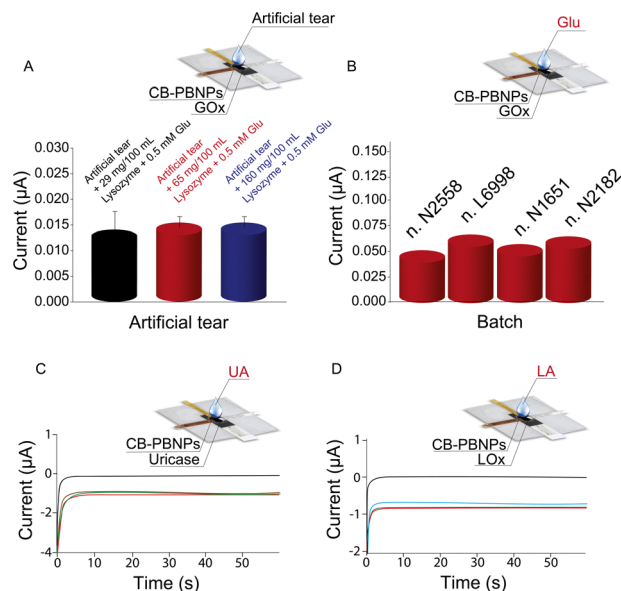 Artificial tear
A
CB-PBNPs
GOx
Artificial tear
+ 29 mg/100 mL
Lysozyme + 0.5 mM Glu
Artificial tear
+ 65 mg/100 mL
Lysozyme + 0.5 mM Glu
Artificial tear
+ 160 mg/100 mL
Lysozyme + 0.5 mM Glu
Current (µA)
0.030
0.025
0.020
0.015
0.010
0.005
0.000
Artificial tear
Glu
B
CB-PBNPs
GOx
n. N2558
n. L6998
n. N1651
n. N2182
Current (µA)
0.150
0.125
0.100
0.075
0.050
0.025
0.000
Batch
C
UA
CB-PBNPs
Uricase
Current (µA)
1
0
-2
-4
0
10
20
30
40
50
Time (s)
D
LA
CB-PBNPs
LOx
Current (µA)
1
0
-1
-2
0
10
20
30
40
50
Time (s)